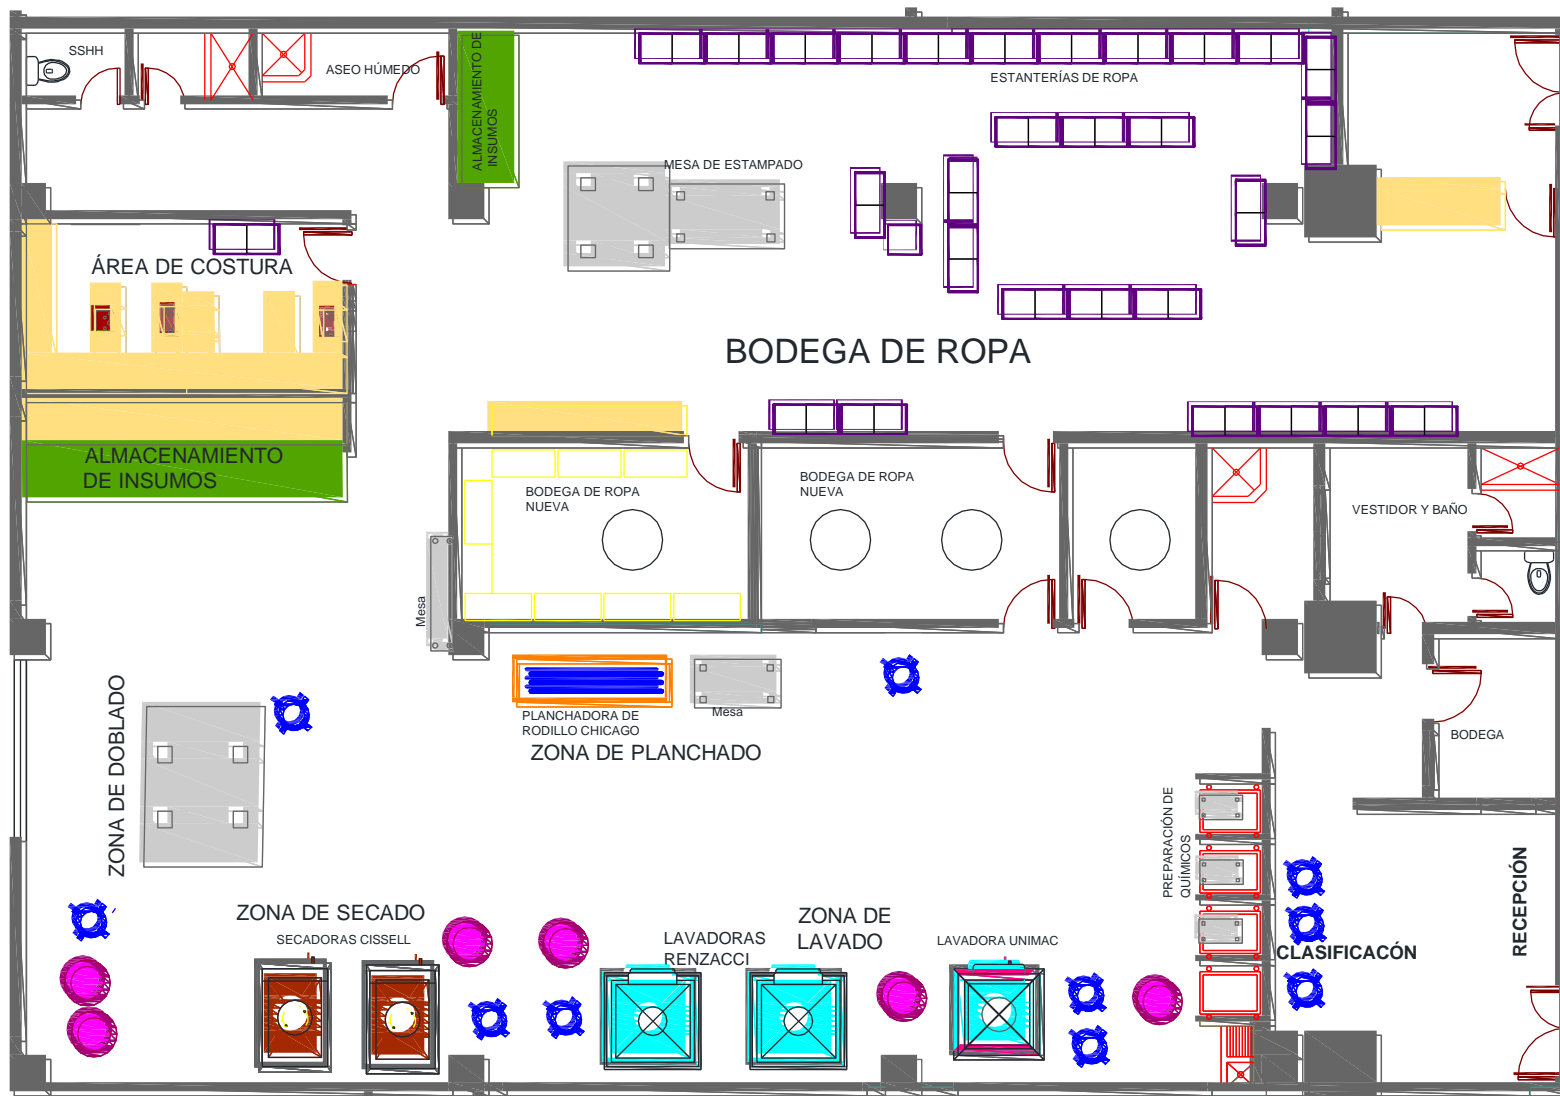 SSHH
ASEO HÚMEDO
ALMACENAMIENTO DE
INSUMOS
ESTANTERÍAS DE ROPA
MESA DE ESTAMPADO
ÁREA DE COSTURA
BODEGA DE ROPA
ALMACENAMIENTO
DE INSUMOS
BODEGA DE ROPA
NUEVA
BODEGA DE ROPA
NUEVA
VESTIDOR Y BAÑO
Mesa
ZONA DE DOBLADO
PLANCHADORA DE
RODILLO CHICAGO
Mesa
ZONA DE PLANCHADO
BODEGA
PREPARACIÓN DE
QUÍMICOS
RECEPCIÓN
ZONA DE SECADO
SECADORAS CISSELL
LAVADORAS
RENZACCI
ZONA DE
LAVADO
LAVADORA UNIMAC
CLASIFICACÓN